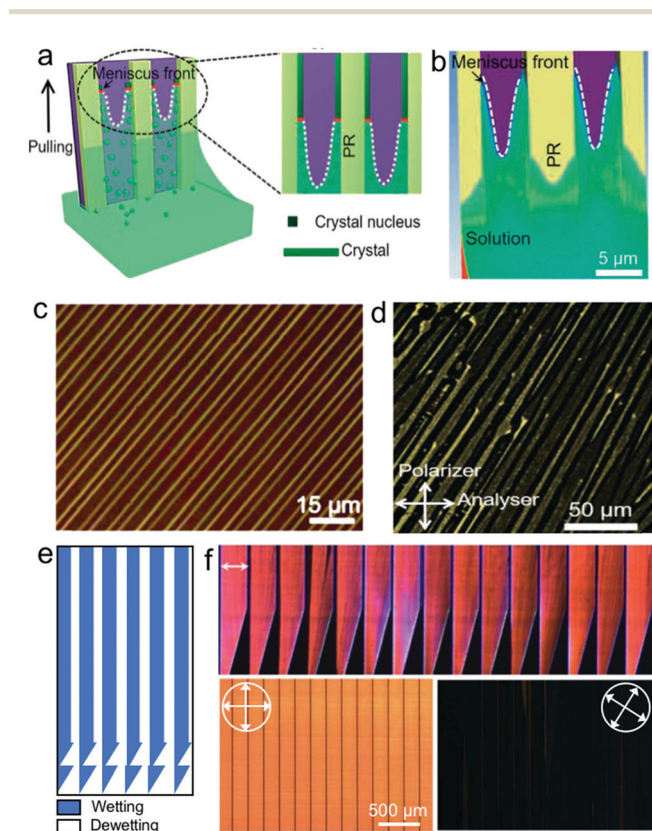 a
Meniscus front
Pulling
PR
Crystal nucleus
Crystal
b
Meniscus front
PR
Solution
5 μm
c
15 μm
d
Polarizer
Analyser
50 μm
e
Wetting
Dewetting
f
500 μm